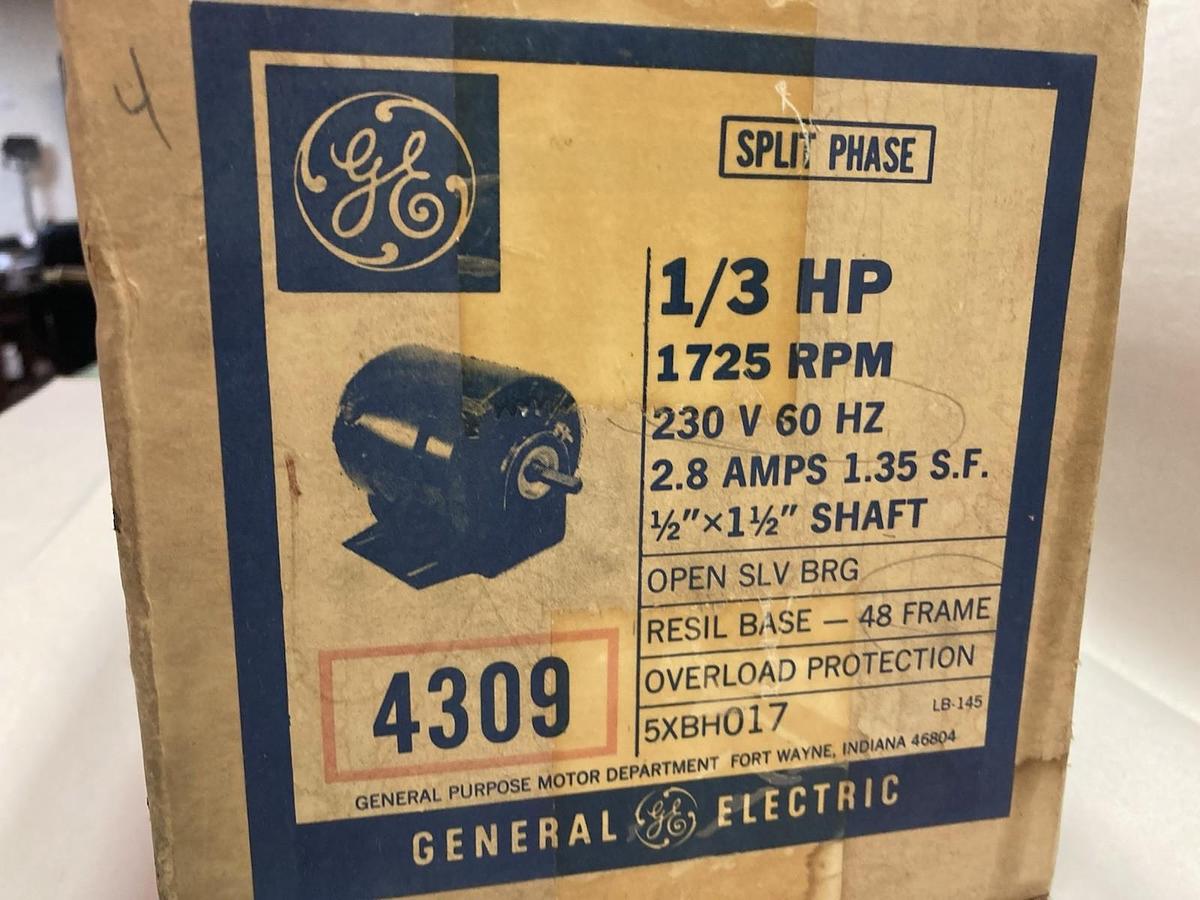 4
GE
SPLIT PHASE
1/3 HP
1725 RPM
230 V 60 HZ
2.8 AMPS 1.35 S.F.
½"×1½" SHAFT
OPEN SLV BRG
RESIL BASE — 48 FRAME
OVERLOAD PROTECTION
5XBH017 LB-145
4309
GENERAL PURPOSE MOTOR DEPARTMENT FORT WAYNE, INDIANA 46804
GENERAL GE ELECTRIC